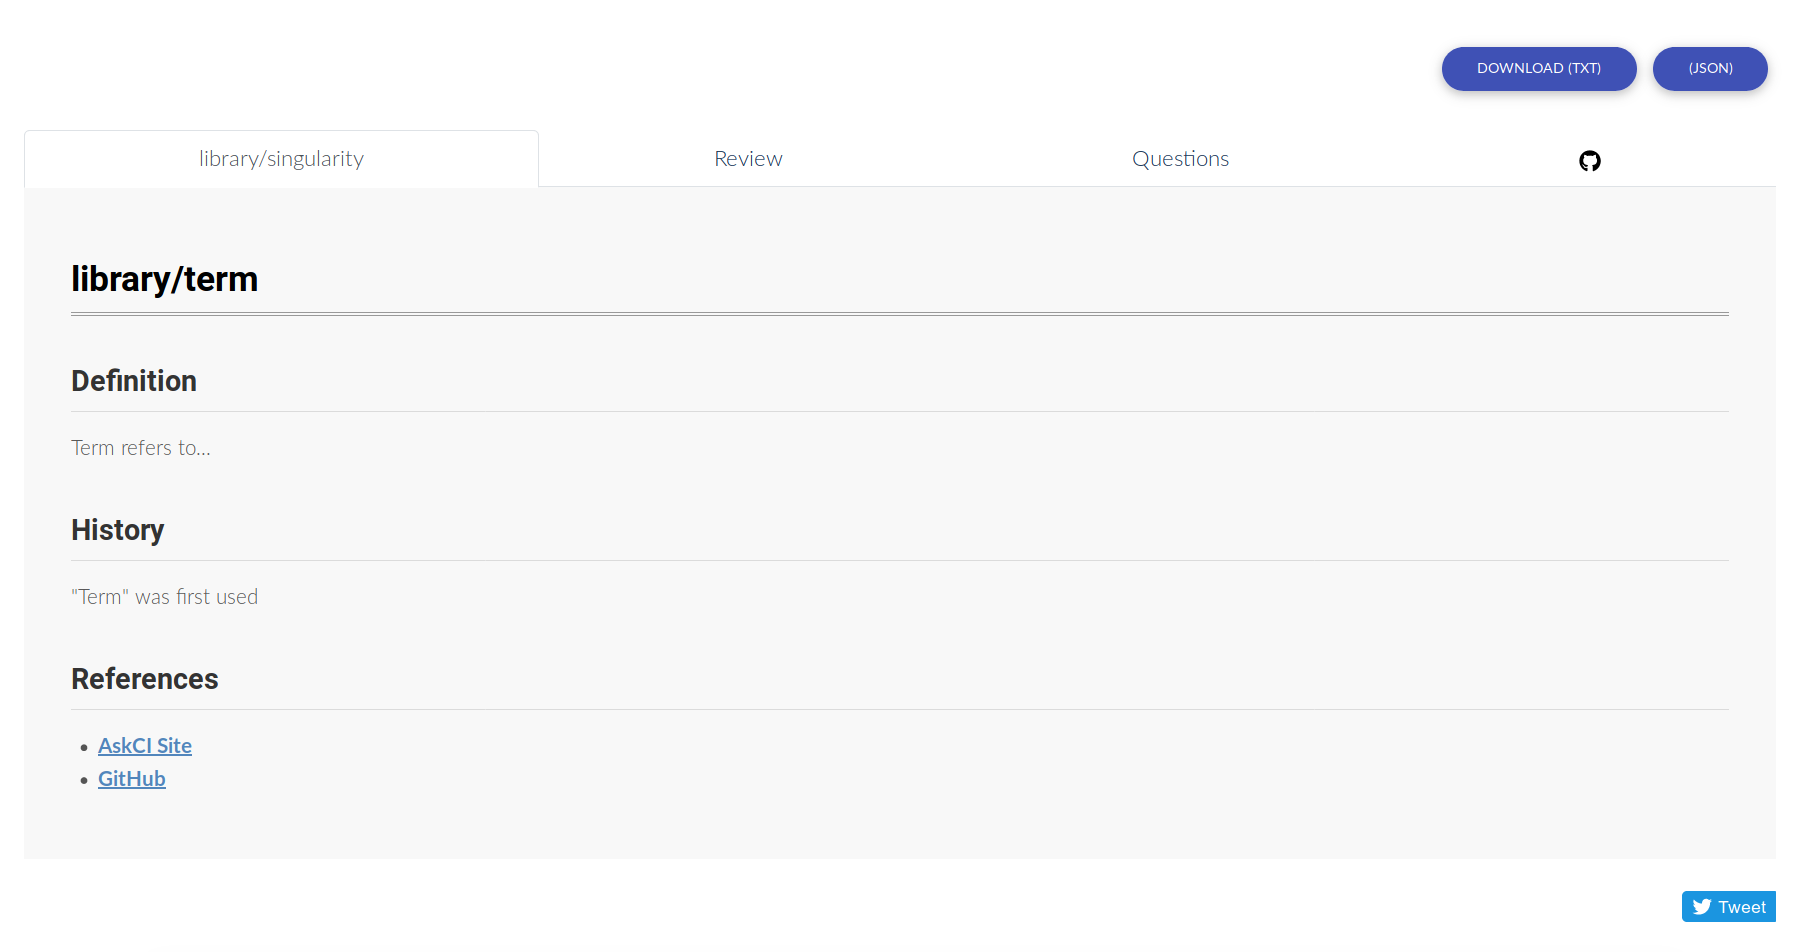 DOWNLOAD (TXT) (JSON)
library/singularity Review Questions
library/term
Definition
Term refers to...
History
"Term" was first used
References
AskCI Site
GitHub
Tweet